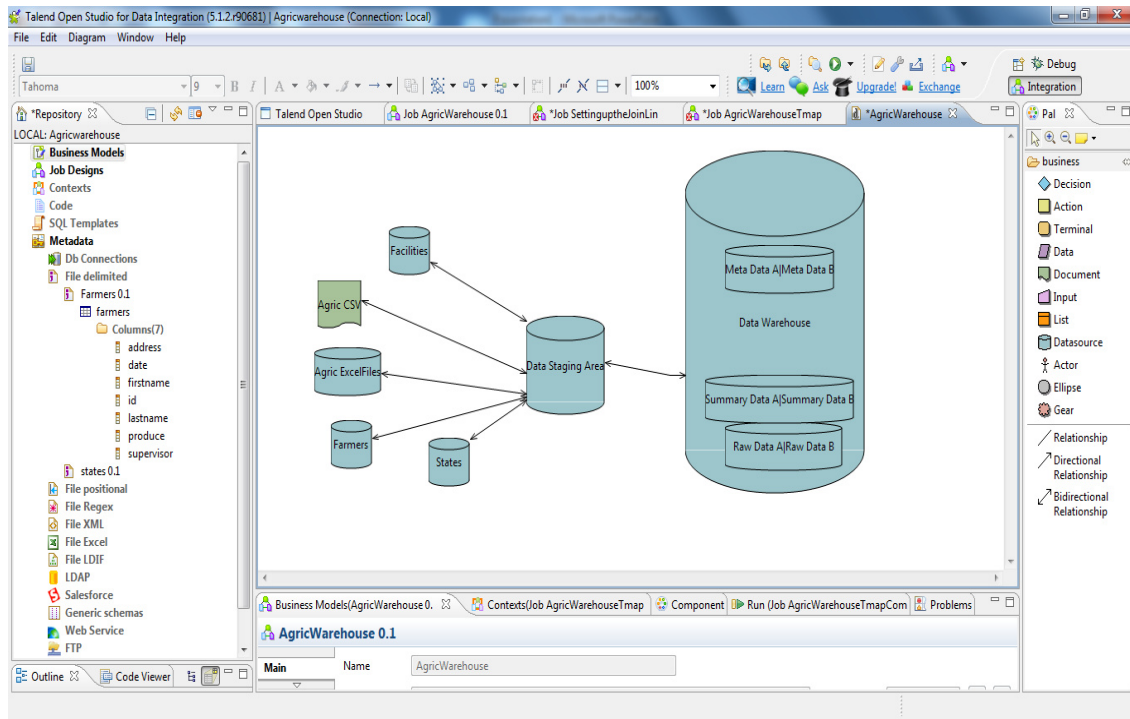 Talend Open Studio for Data Integration (5.1.2.r90681) | Agricwarehouse (Connection: Local)
File Edit Diagram Window Help
Debug
Tahoma 9 B I A 100% Learn Ask Upgrade! Exchange Integration
*Repository
Talend Open Studio
Job AgricWarehouse 0.1
*Job SettinguptheJoinLin
*Job AgricWarehouseTmap
*AgricWarehouse
Pal
LOCAL: Agricwarehouse
Business Models
Job Designs
Contexts
Code
SQL Templates
Metadata
Db Connections
File delimited
Farmers 0.1
farmers
Columns(7)
address
date
firstname
id
lastname
produce
supervisor
states 0.1
File positional
File Regex
File XML
File Excel
File LDIF
LDAP
Salesforce
Generic schemas
Web Service
FTP
Outline
Code Viewer
Facilities
Agric CSV
Agric ExcelFiles
Farmers
States
Data Staging Area
Meta Data A|Meta Data B
Data Warehouse
Summary Data A|Summary Data B
Raw Data A|Raw Data B
business
Decision
Action
Terminal
Data
Document
Input
List
Datasource
Actor
Ellipse
Gear
Relationship
Directional
Relationship
Bidirectional
Relationship
Business Models(AgricWarehouse 0.
Contexts(Job AgricWarehouseTmap
Component
Run (Job AgricWarehouseTmapCom
Problems
AgricWarehouse 0.1
Main
Name
AgricWarehouse